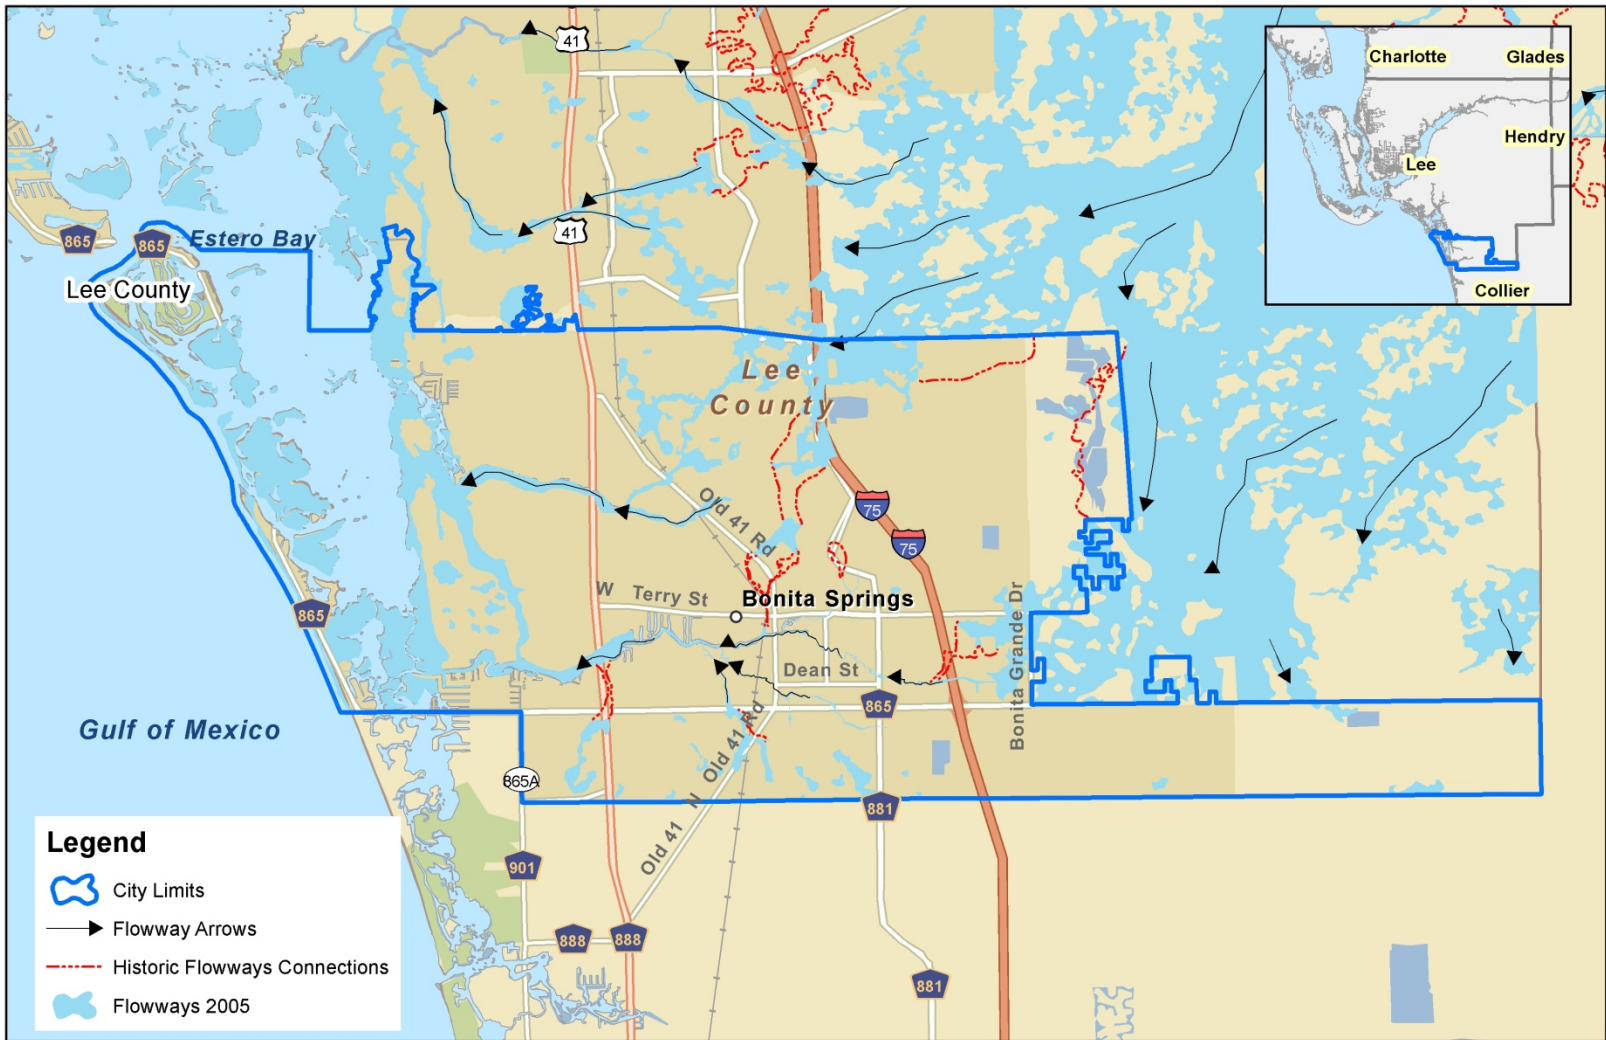 41
Charlotte
Glades
Hendry
Lee
Collier
41
865
865
Estero Bay
Lee County
Lee
County
Old 41 Rd
75
75
W Terry St
Bonita Springs
865
Dean St
Bonita Grande Dr
865
Gulf of Mexico
Old 41 Rd
N
Old 41
865A
881
901
888
888
881
Legend
City Limits
Flowway Arrows
Historic Flowways Connections
Flowways 2005